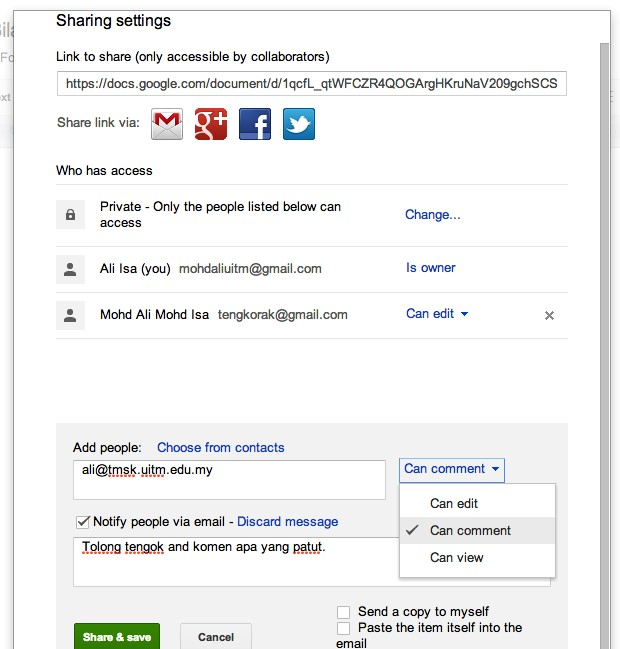 Sharing settings
Link to share (only accessible by collaborators)
https://docs.google.com/document/d/1qcfL_qtWFCZR4QOGArgHKruNaV209gchSCS
Share link via:
Who has access
Private - Only the people listed below can
access
Change...
Ali Isa (you) mohdaliuitm@gmail.com Is owner
Mohd Ali Mohd Isa tengkorak@gmail.com Can edit
Add people: Choose from contacts
ali@tmsk.uitm.edu.my Can comment
Can edit
Can comment
Can view
Notify people via email - Discard message
Tolong tengok and komen apa yang patut.
Send a copy to myself
Paste the item itself into the
email
Share & save Cancel